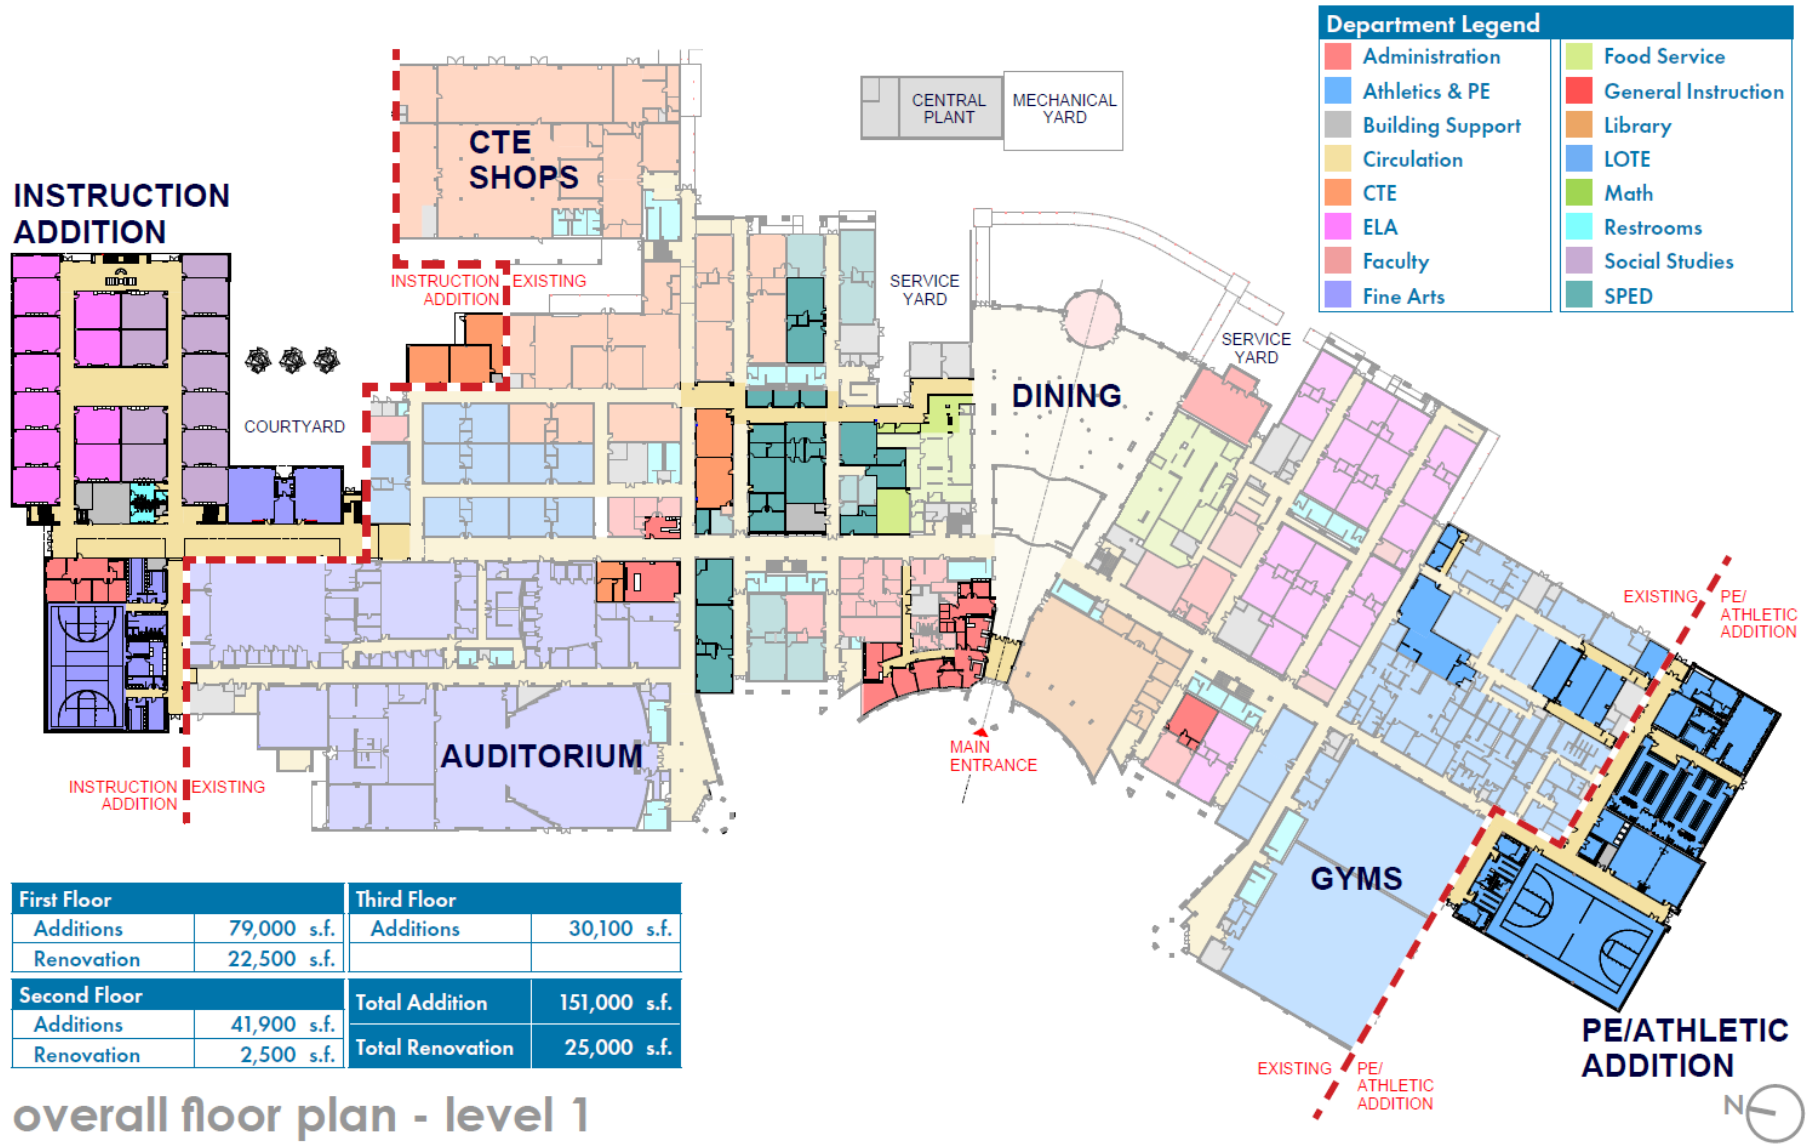 Department Legend
Administration
Athletics & PE
Building Support
Circulation
CTE
ELA
Faculty
Fine Arts
Food Service
General Instruction
Library
LOTE
Math
Restrooms
Social Studies
SPED
CENTRAL
PLANT
MECHANICAL
YARD
CTE
SHOPS
INSTRUCTION
ADDITION
INSTRUCTION
ADDITION
EXISTING
SERVICE
YARD
SERVICE
YARD
DINING
COURTYARD
EXISTING
PE/
ATHLETIC
ADDITION
AUDITORIUM
MAIN
ENTRANCE
INSTRUCTION
ADDITION
EXISTING
GYMS
First Floor
Additions 79,000 s.f.
Renovation 22,500 s.f.
Second Floor
Additions 41,900 s.f.
Renovation 2,500 s.f.
Third Floor
Additions 30,100 s.f.
Total Addition 151,000 s.f.
Total Renovation 25,000 s.f.
PE/ATHLETIC
ADDITION
EXISTING
PE/
ATHLETIC
ADDITION
N
overall floor plan - level 1